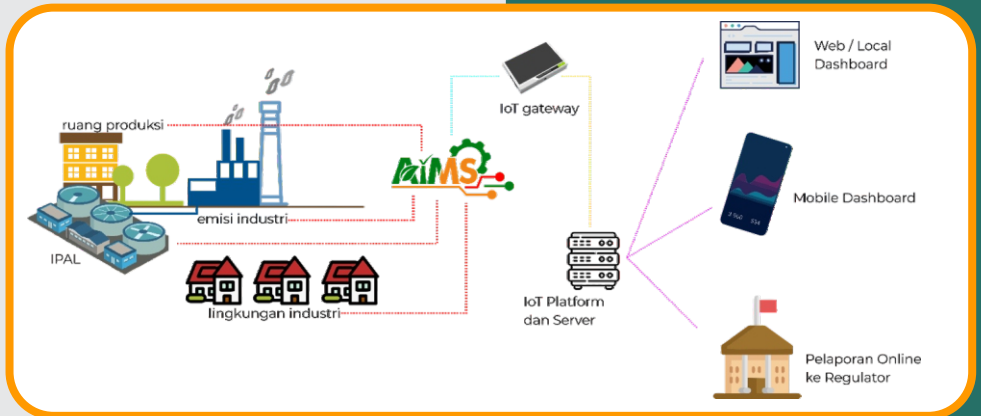 ruang produksi
emisi industri
IPAL
lingkungan industri
AiMS
IoT gateway
IoT Platform
dan Server
Web / Local
Dashboard
Mobile Dashboard
Pelaporan Online
ke Regulator